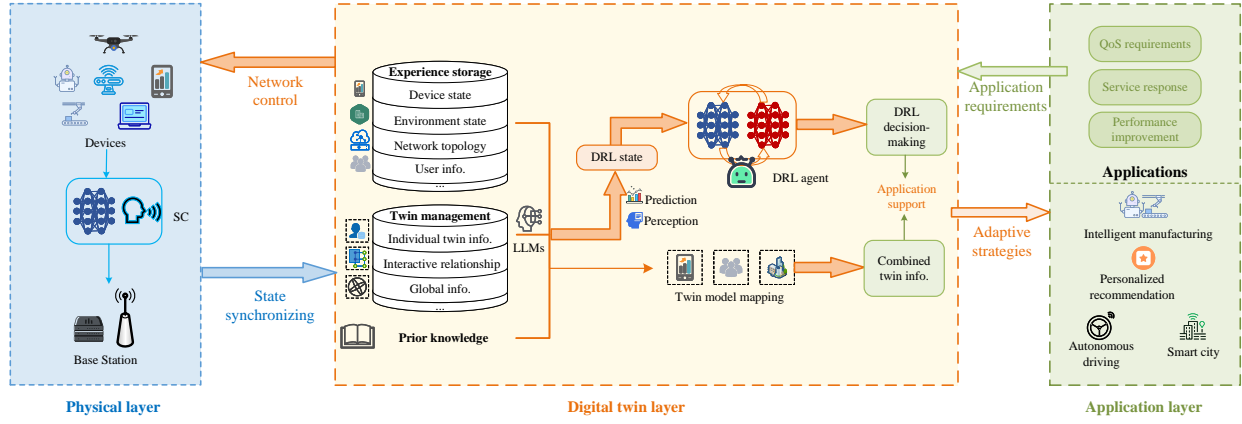 Devices
SC
Base Station
Physical layer
Network
control
State
synchronizing
Experience storage
Device state
Environment state
Network topology
User info.
...
Twin management
Individual twin info.
Interactive relationship
Global info.
...
Prior knowledge
LLMs
DRL state
Prediction
Perception
DRL agent
Twin model mapping
DRL
decision-
making
Application
support
Combined
twin info.
Digital twin layer
Application
requirements
Adaptive
strategies
QoS requirements
Service response
Performance
improvement
Applications
Intelligent manufacturing
Personalized
recommendation
Autonomous
driving
Smart city
Application layer